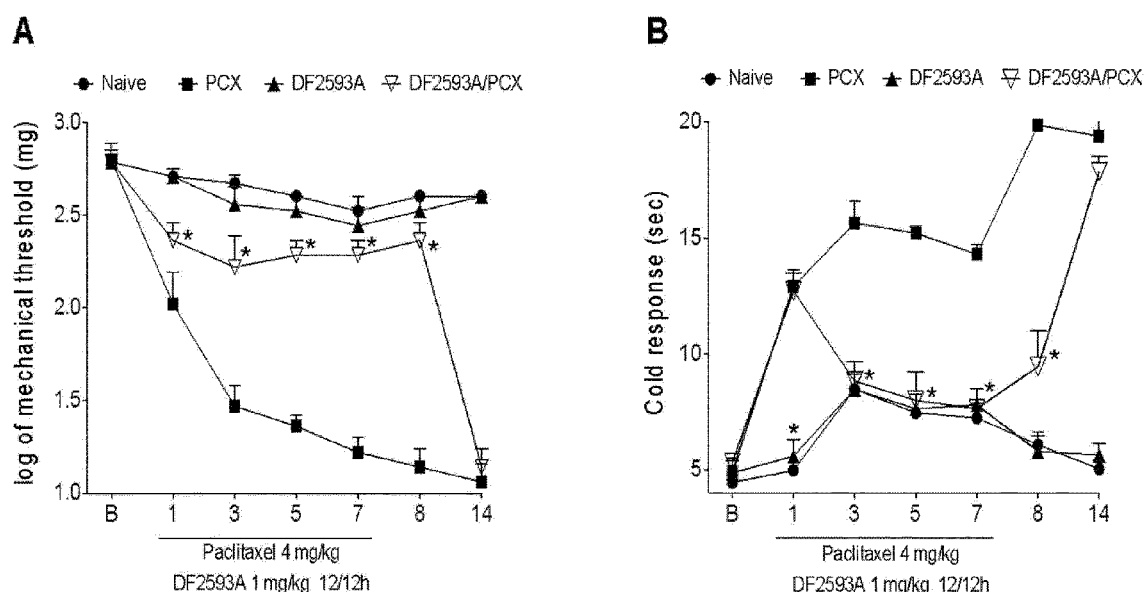 A
Naive PCX DF2593A DF2593A/PCX
log of mechanical threshold (mg)
3.0
2.5
2.0
1.5
1.0
* * * * *
B 1 3 5 7 8 14
Paclitaxel 4 mg/kg
DF2593A 1 mg/kg 12/12h
B
Naive PCX DF2593A DF2593A/PCX
Cold response (sec)
20
15
10
5
* * * * *
B 1 3 5 7 8 14
Paclitaxel 4 mg/kg
DF2593A 1 mg/kg 12/12h